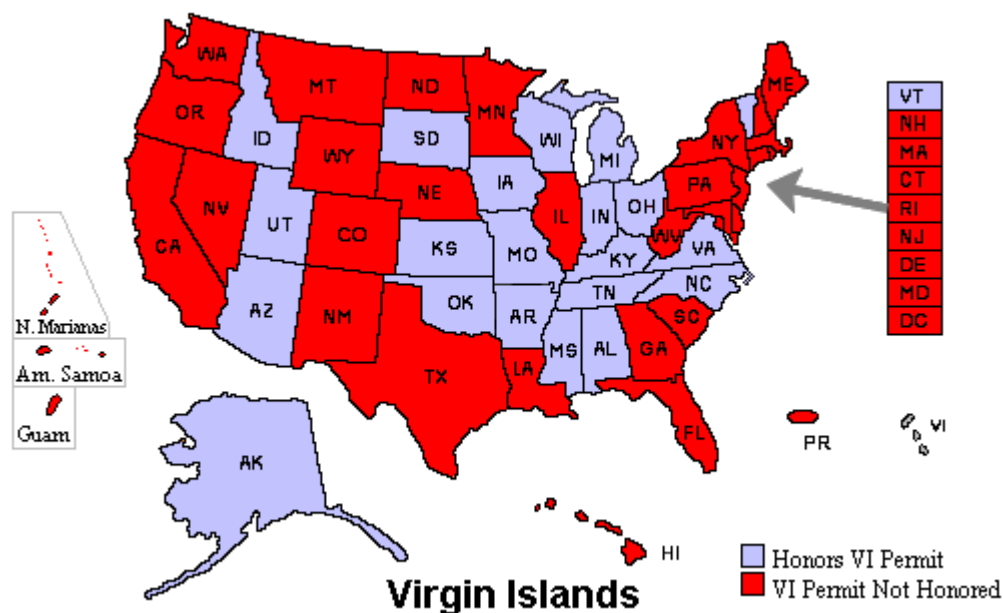 WA
MT
ND
MN
ME
VT
OR
ID
SD
WI
MI
NY
NH
WY
MA
NV
UT
NE
IA
IL
IN
OH
PA
CT
RI
CA
CO
KS
MO
KY
WV
VA
NJ
AZ
NM
OK
AR
TN
NC
DE
MD
DC
TX
LA
MS
AL
GA
SC
FL
N. Marianas
Am. Samoa
Guam
AK
HI
PR
VI
Honors VI Permit
VI Permit Not Honored
Virgin Islands